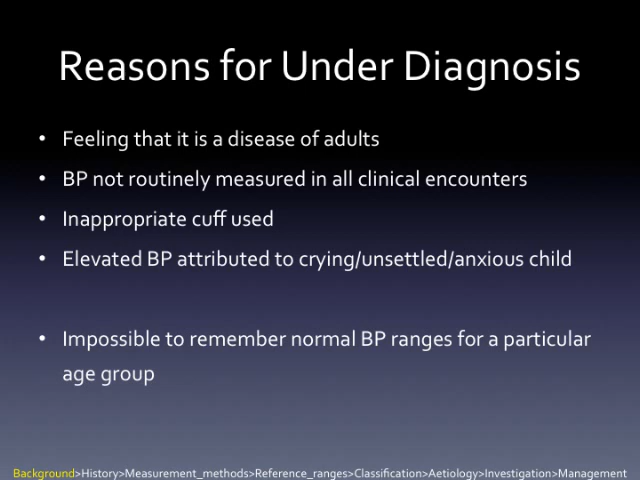 Reasons for Under Diagnosis
• Feeling that it is a disease of adults
• BP not routinely measured in all clinical encounters
• Inappropriate cuff used
• Elevated BP attributed to crying/unsettled/anxious child
• Impossible to remember normal BP ranges for a particular
age group
Background>History>Measurement_methods>Reference_ranges>Classification>Aetiology>Investigation>Management